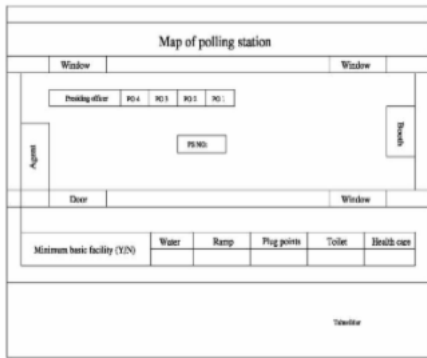 Map of polling station
Window Window
Presiding officer PO 4 PO 3 PO 2 PO 1
Agent
Booth
PS NO:
Door Window
Minimum basic facility (Y/N) Water Ramp Plug points Toilet Health care